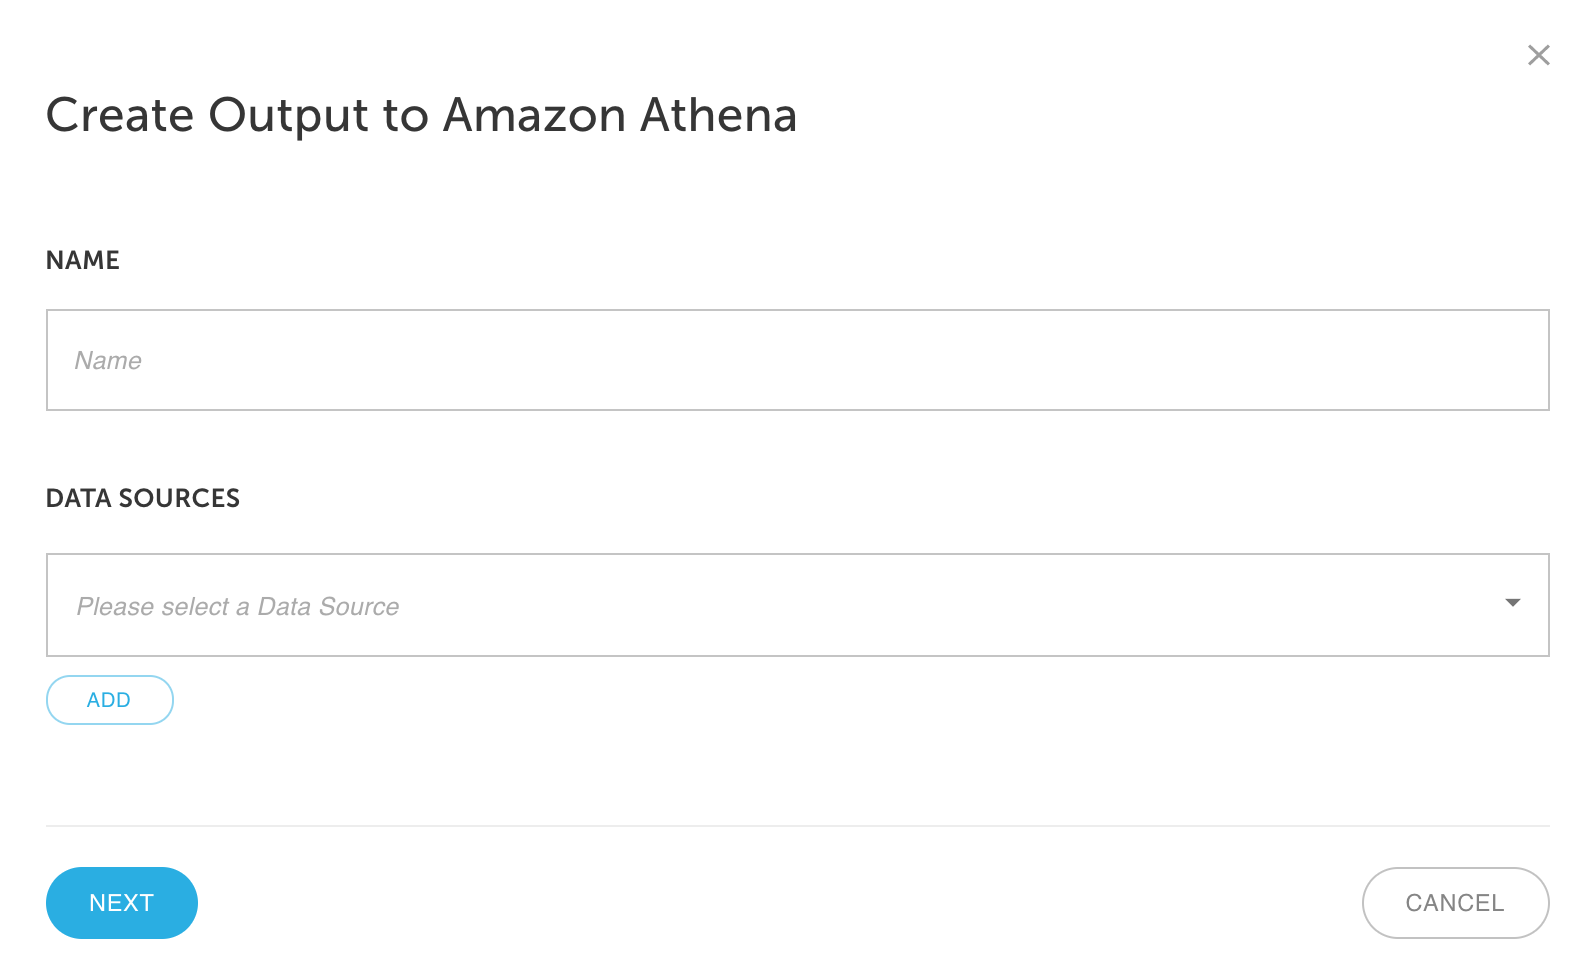 Create Output to Amazon Athena
NAME
Name
DATA SOURCES
Please select a Data Source
ADD
NEXT
CANCEL